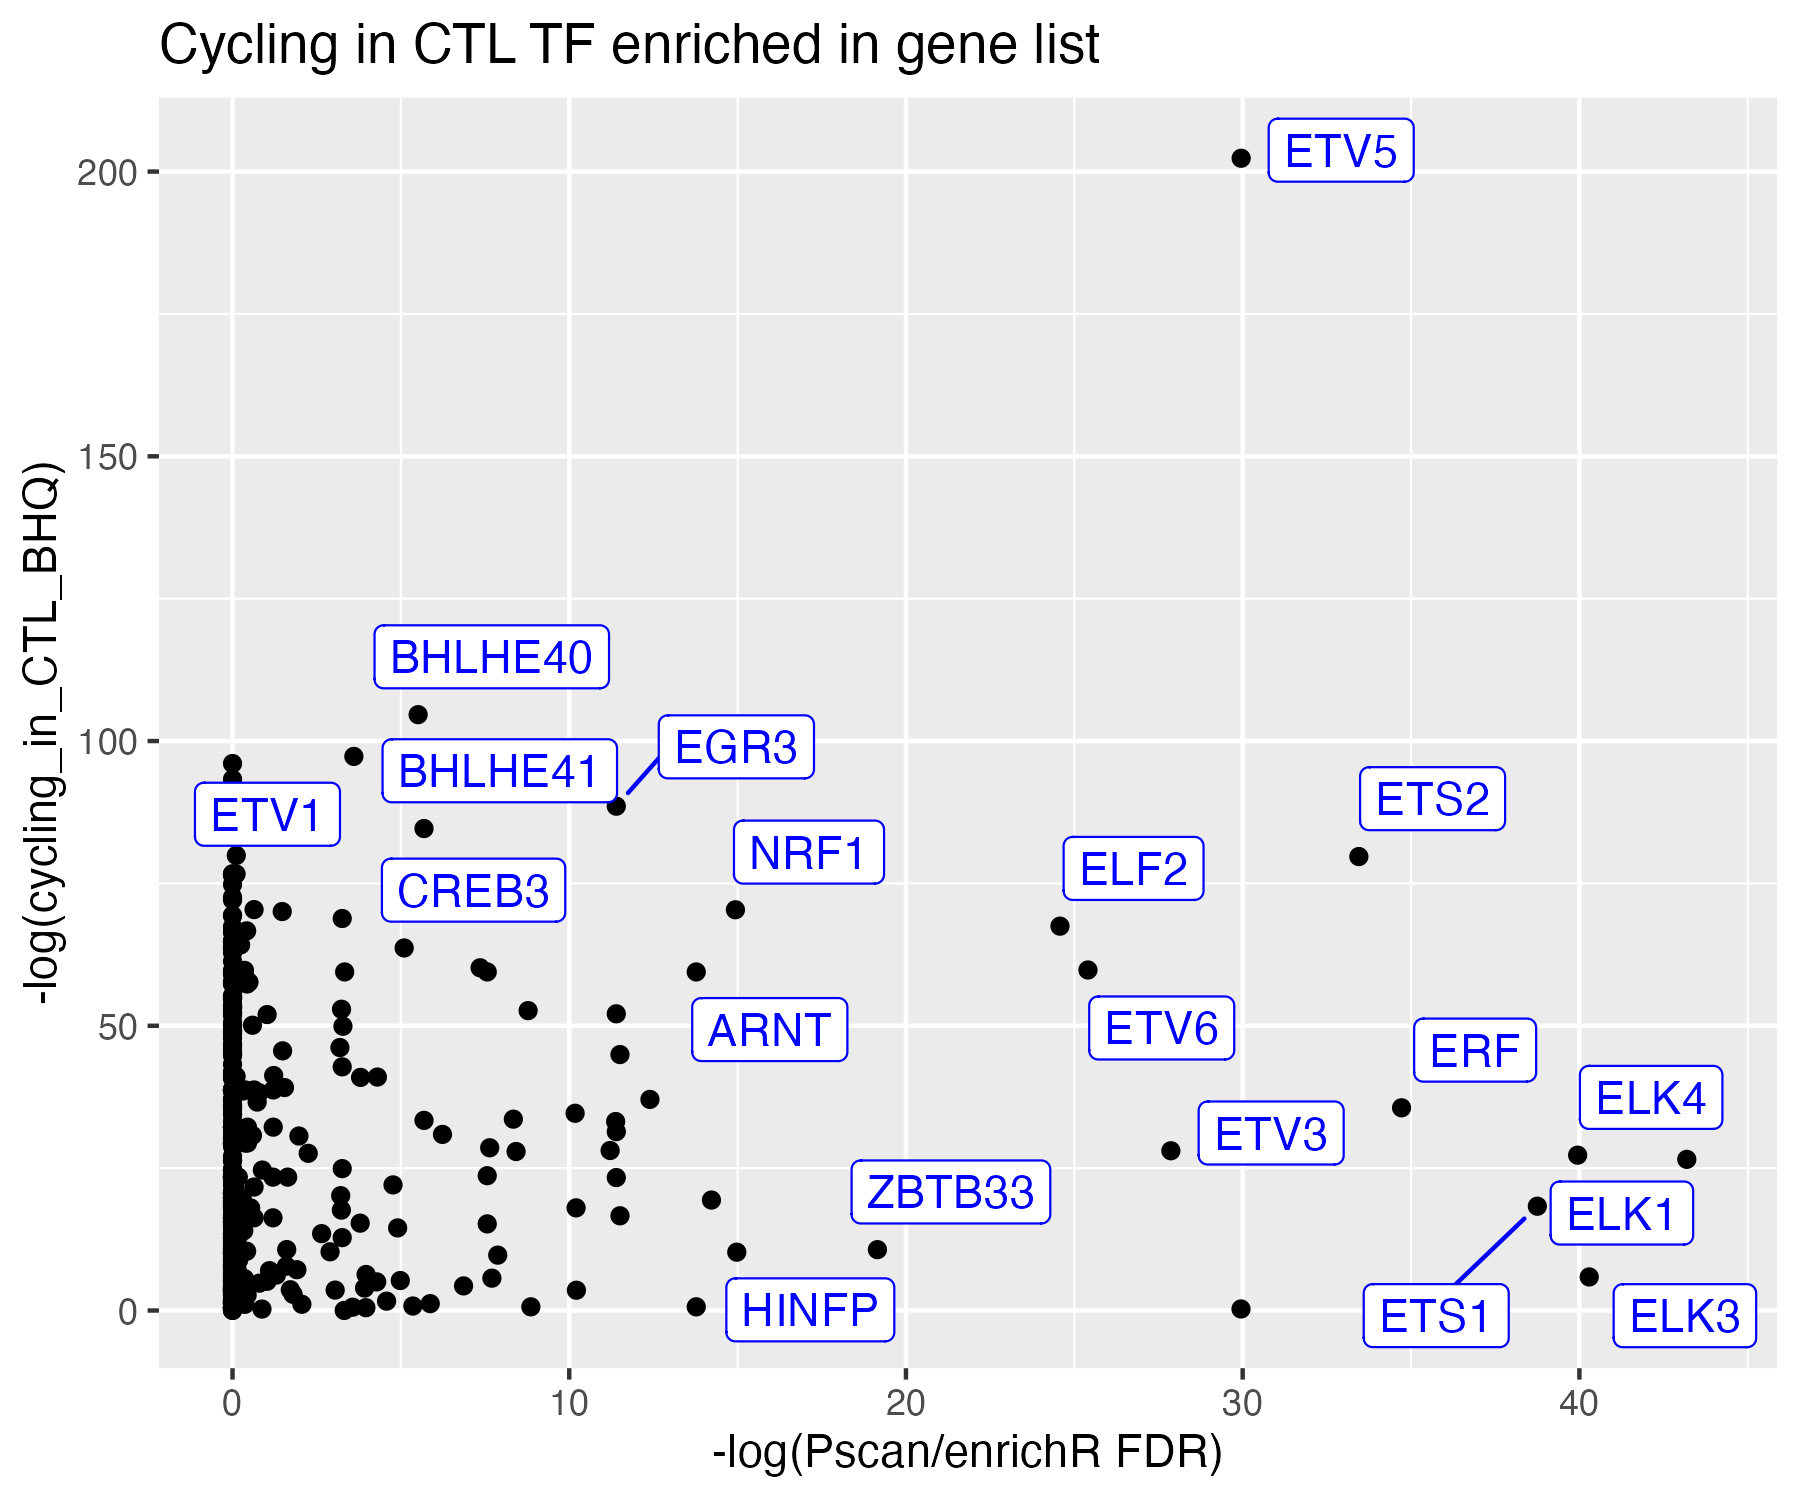 Cycling in CTL TF enriched in gene list
-log(cycling_in_CTL_BHQ)
200
150
100
50
0
ETV5
BHLHE40
EGR3
BHLHE41
ETS2
ETV1
NRF1
ELF2
CREB3
ARNT
ETV6
ERF
ELK4
ETV3
ZBTB33
ELK1
HINFP
ETS1
ELK3
0
10
20
30
40
-log(Pscan/enrichR FDR)